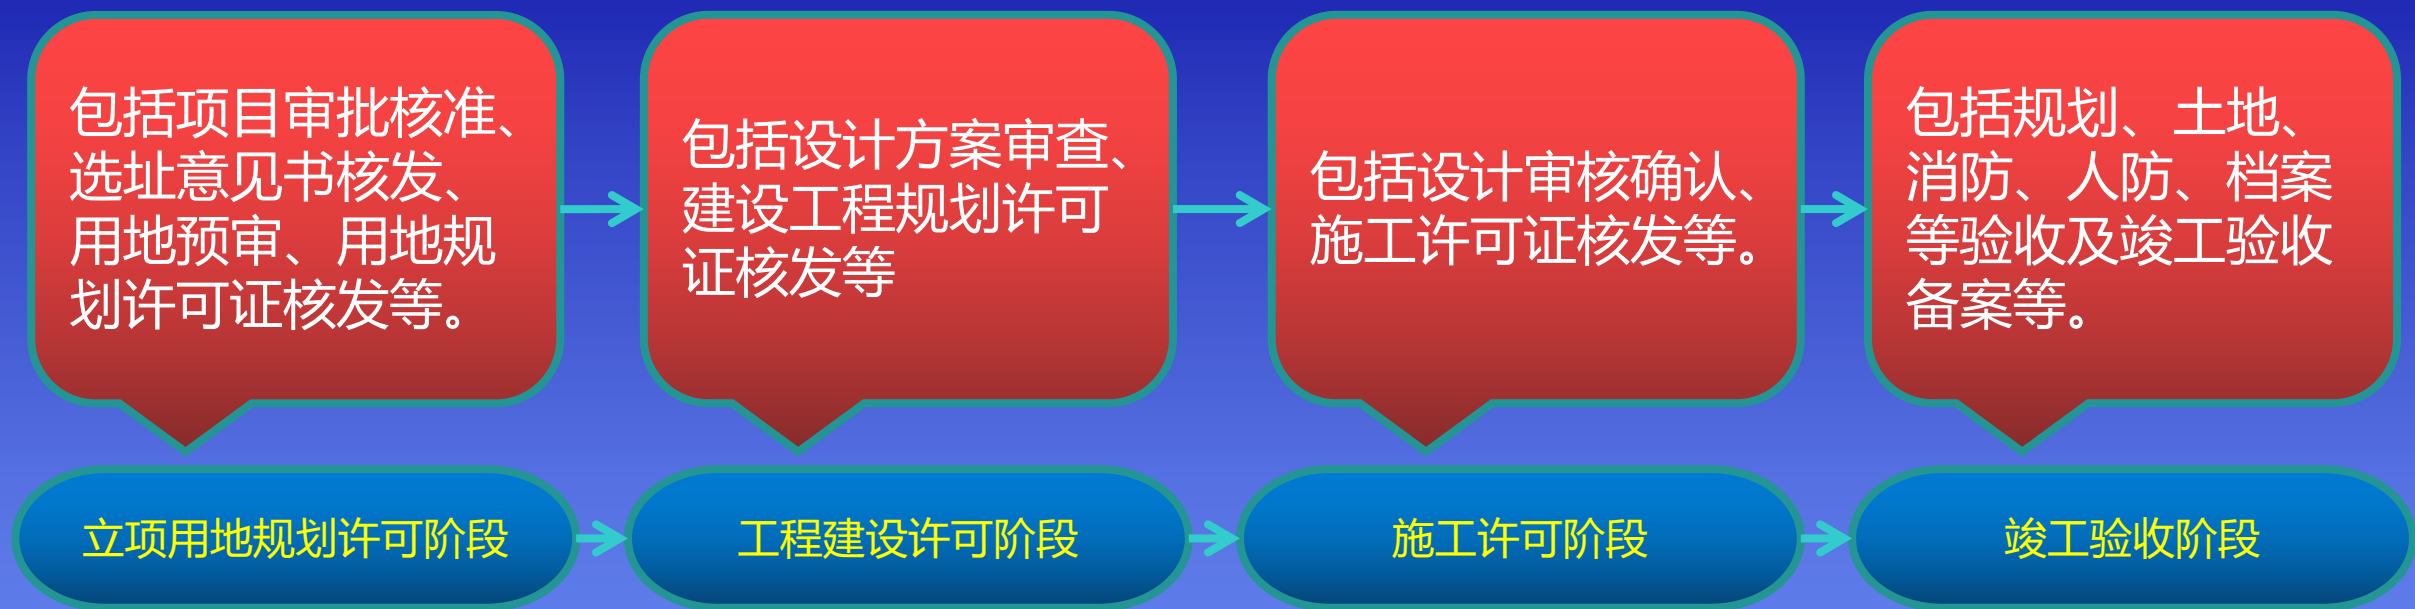 包括项目审批核准、
选址意见书核发、
用地预审、用地规
划许可证核发等。
包括设计方案审查、
建设工程规划许可
证核发等
包括设计审核确认、
施工许可证核发等。
包括规划、土地、
消防、人防、档案
等验收及竣工验收
备案等。
立项用地规划许可阶段
工程建设许可阶段
施工许可阶段
竣工验收阶段